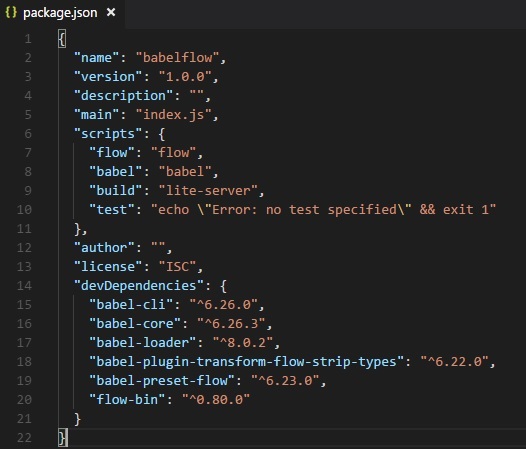 {} package.json ×
1 {
2 "name": "babelflow",
3 "version": "1.0.0",
4 "description": "",
5 "main": "index.js",
6 "scripts": {
7 "flow": "flow",
8 "babel": "babel",
9 "build": "lite-server",
10 "test": "echo \"Error: no test specified\" && exit 1"
11 },
12 "author": "",
13 "license": "ISC",
14 "devDependencies": {
15 "babel-cli": "^6.26.0",
16 "babel-core": "^6.26.3",
17 "babel-loader": "^8.0.2",
18 "babel-plugin-transform-flow-strip-types": "^6.22.0",
19 "babel-preset-flow": "^6.23.0",
20 "flow-bin": "^0.80.0"
21 }
22 }